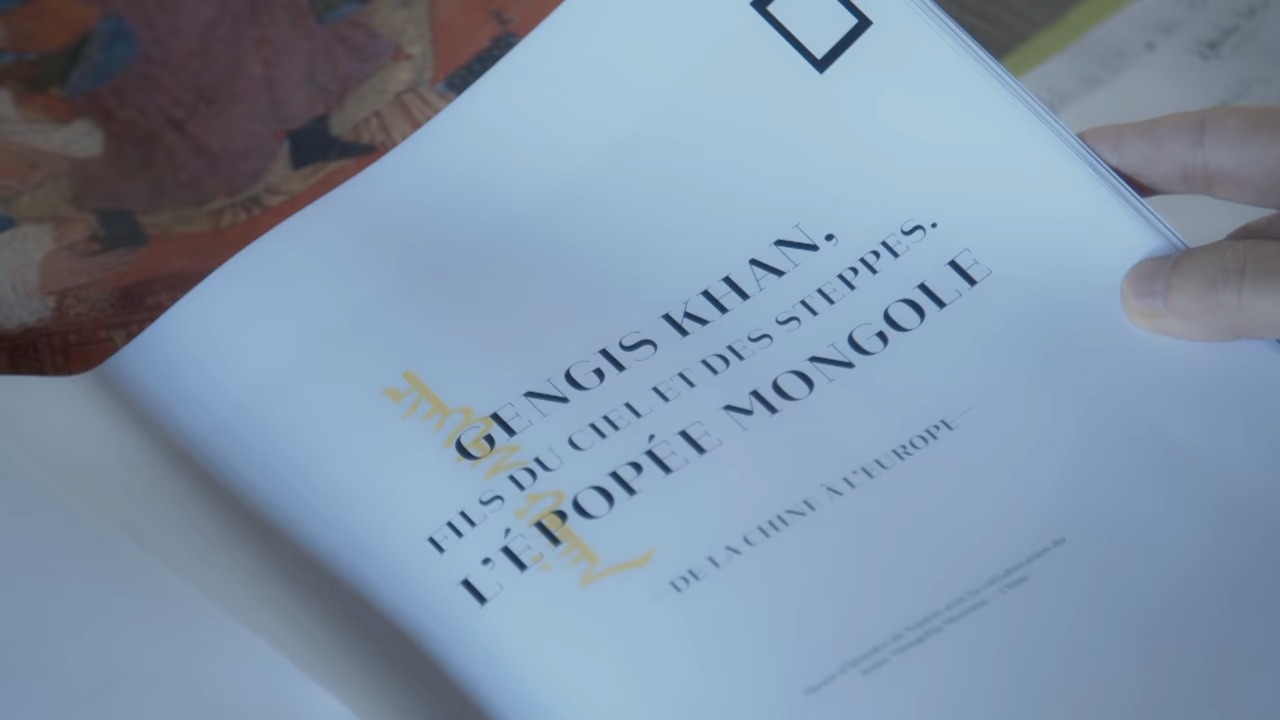 GENGIS KHAN,
FILS DU CIEL ET DES STEPPES.
L'ÉPOPÉE MONGOLE
DE LA CHINE À L'EUROPE